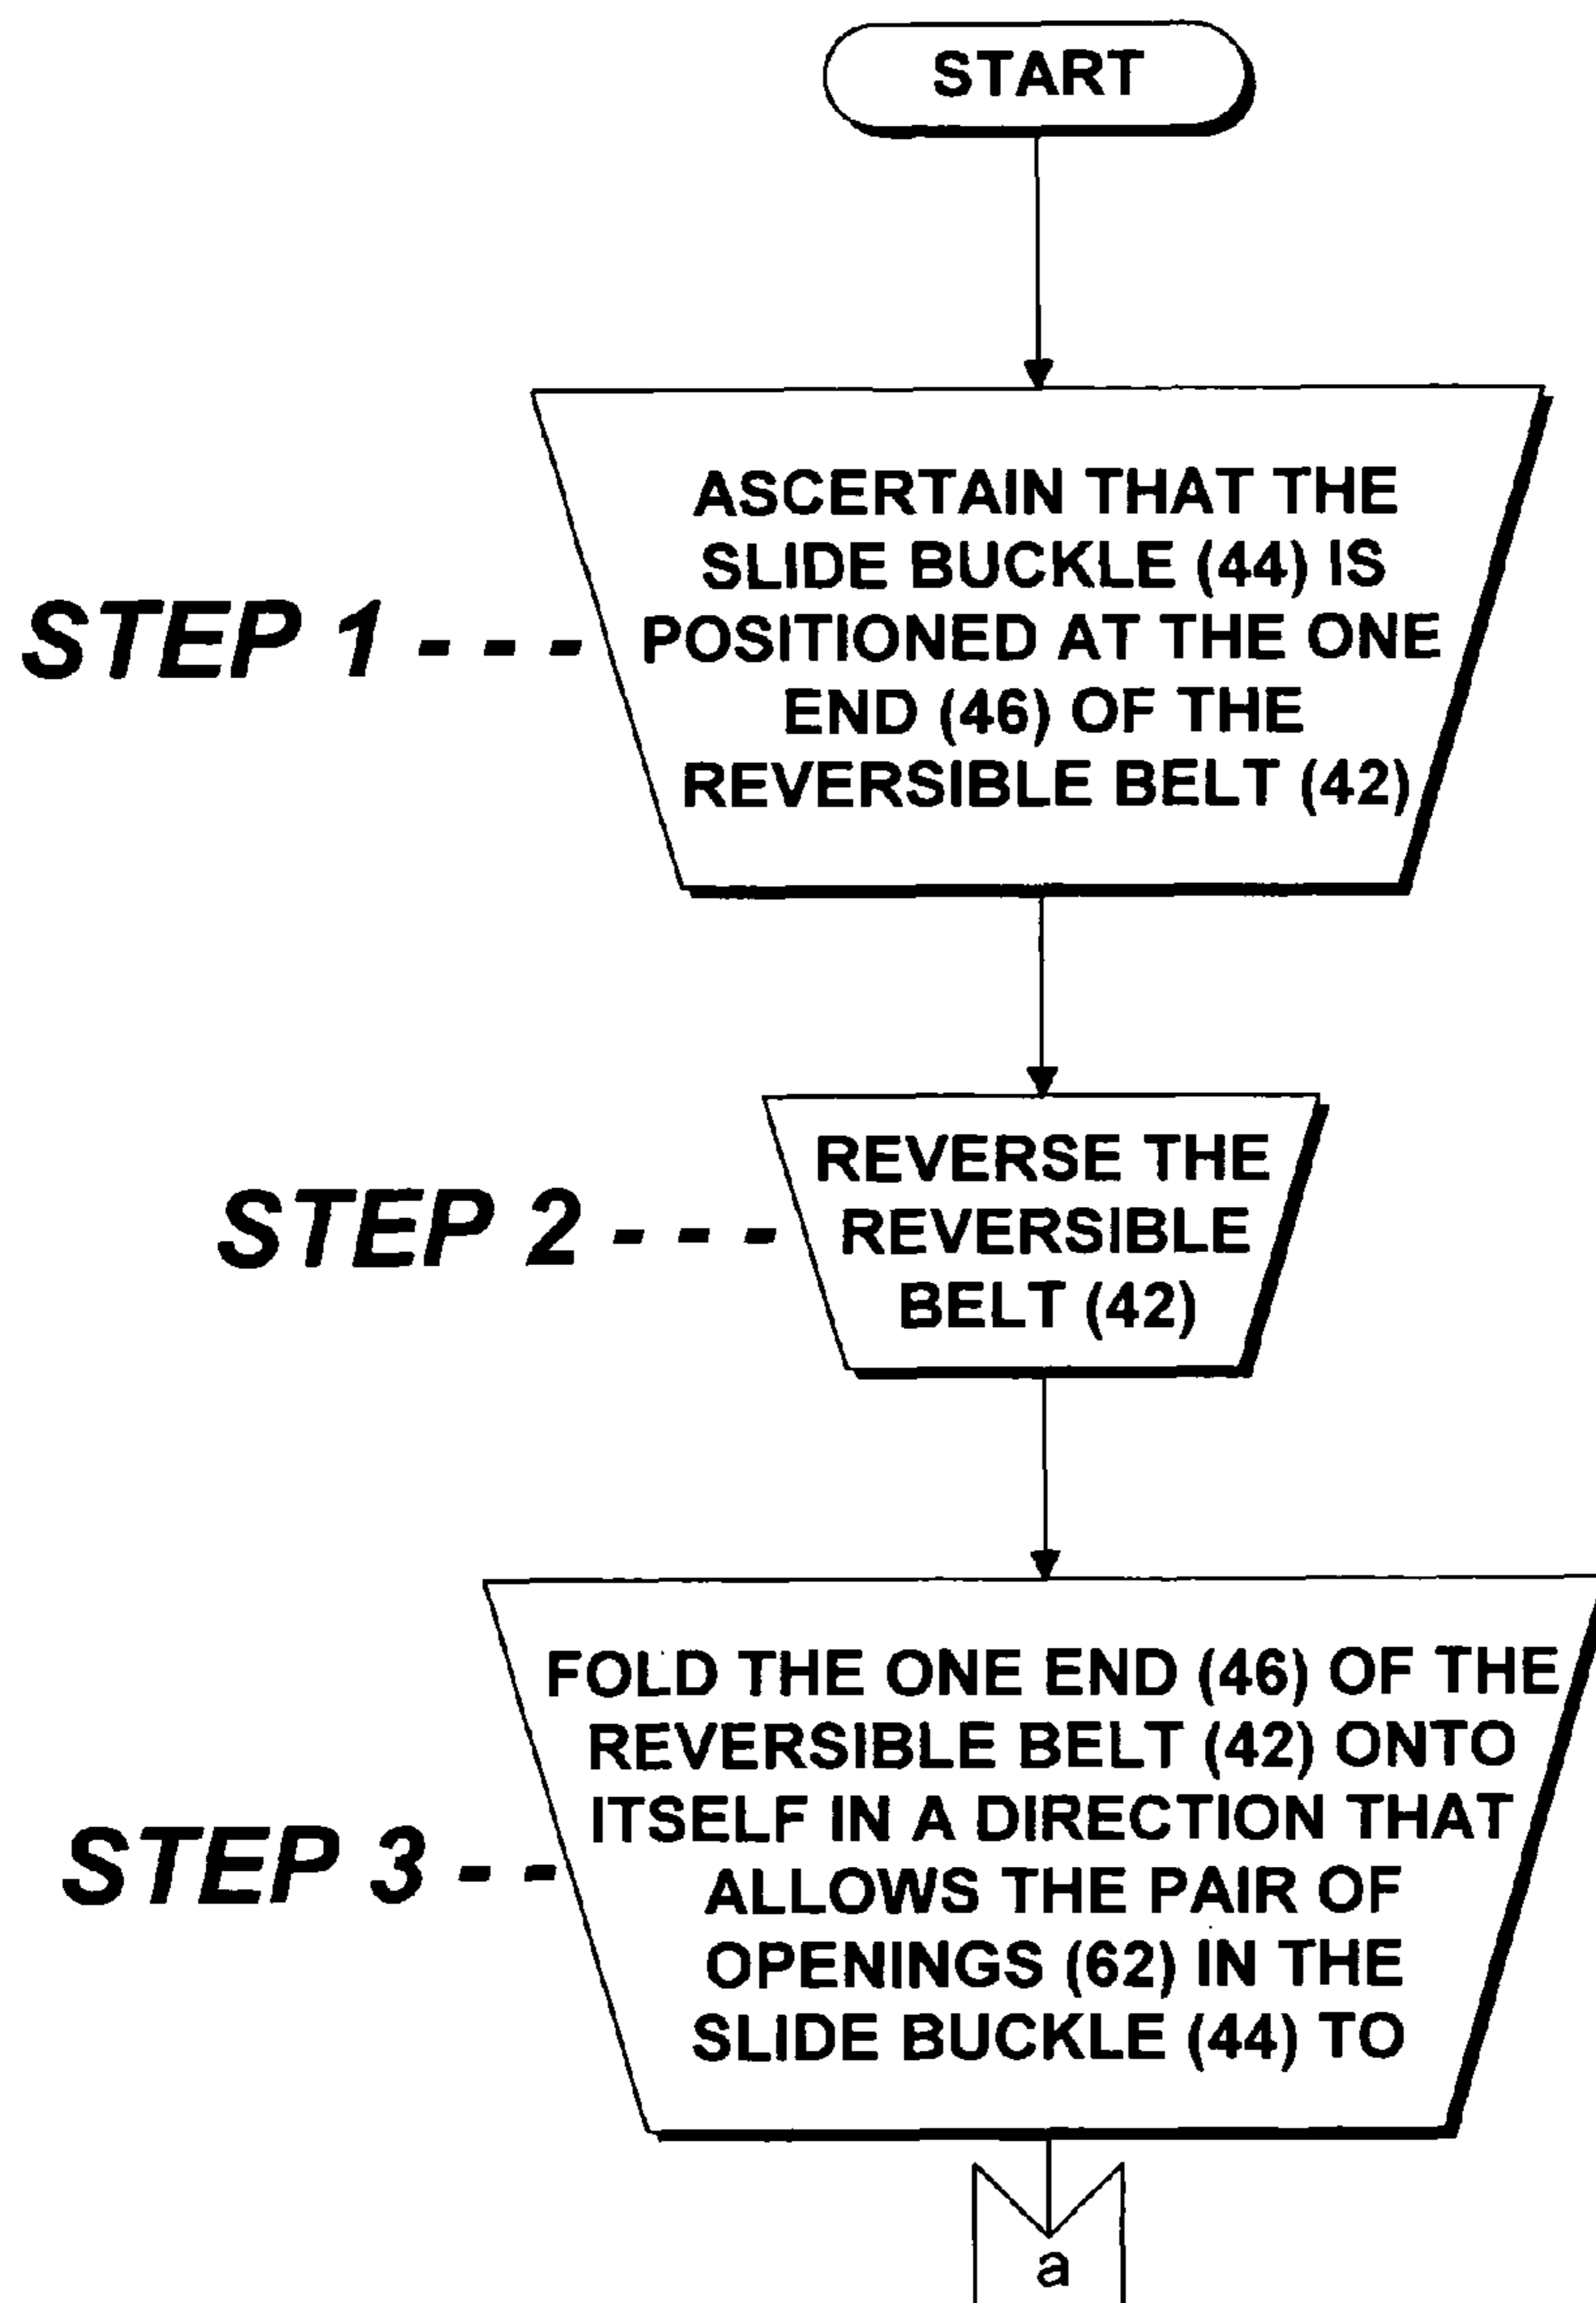 START
ASCERTAIN THAT THE
SLIDE BUCKLE (44) IS
STEP 1 - - - POSITIONED AT THE ONE
END (46) OF THE
REVERSIBLE BELT (42)
REVERSE THE
STEP 2 - - - REVERSIBLE
BELT (42)
FOLD THE ONE END (46) OF THE
REVERSIBLE BELT (42) ONTO
ITSELF IN A DIRECTION THAT
STEP 3 - - ALLOWS THE PAIR OF
OPENINGS (62) IN THE
SLIDE BUCKLE (44) TO
a